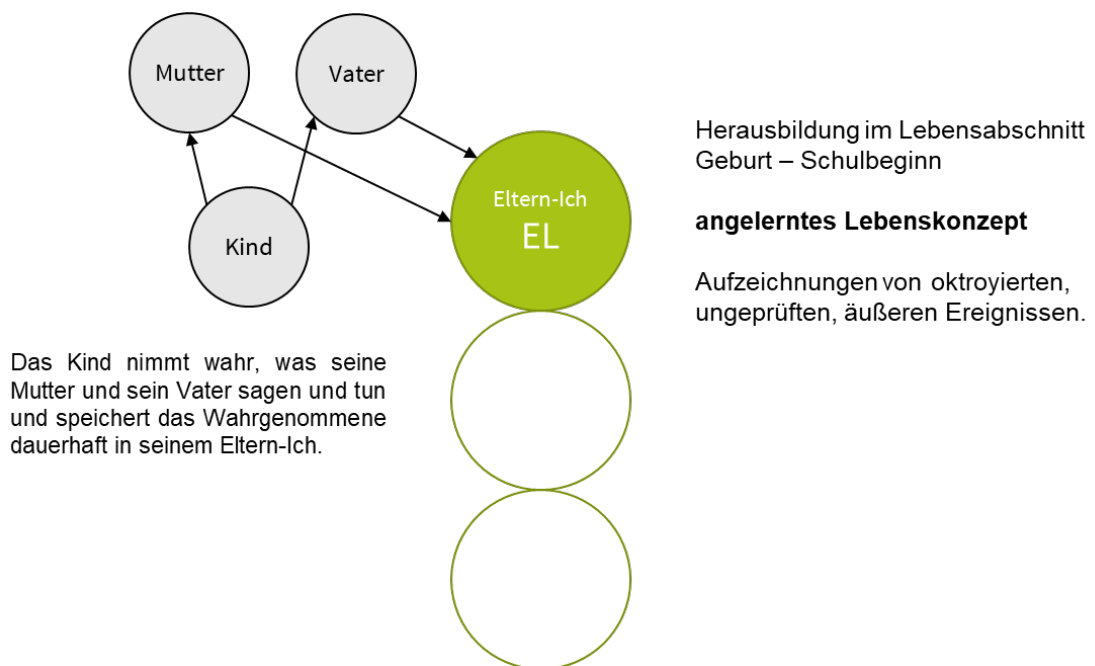 Mutter
Vater
Kind
Eltern-Ich
EL
Herausbildung im Lebensabschnitt
Geburt – Schulbeginn
angelerntes Lebenskonzept
Aufzeichnungen von oktroyierten,
ungeprüften, äußeren Ereignissen.
Das Kind nimmt wahr, was seine
Mutter und sein Vater sagen und tun
und speichert das Wahrgenommene
dauerhaft in seinem Eltern-Ich.